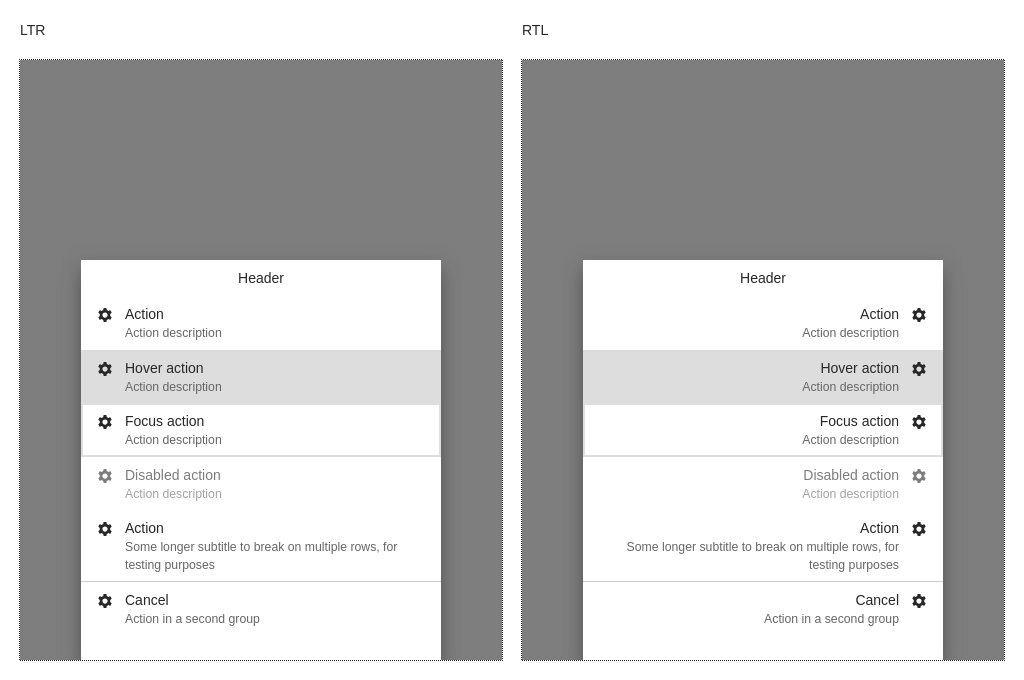 LTR
Header
Action
Action description
Hover action
Action description
Focus action
Action description
Disabled action
Action description
Action
Some longer subtitle to break on multiple rows, for
testing purposes
Cancel
Action in a second group
RTL
Header
Action
Action description
Hover action
Action description
Focus action
Action description
Disabled action
Action description
Action
Some longer subtitle to break on multiple rows, for
testing purposes
Cancel
Action in a second group